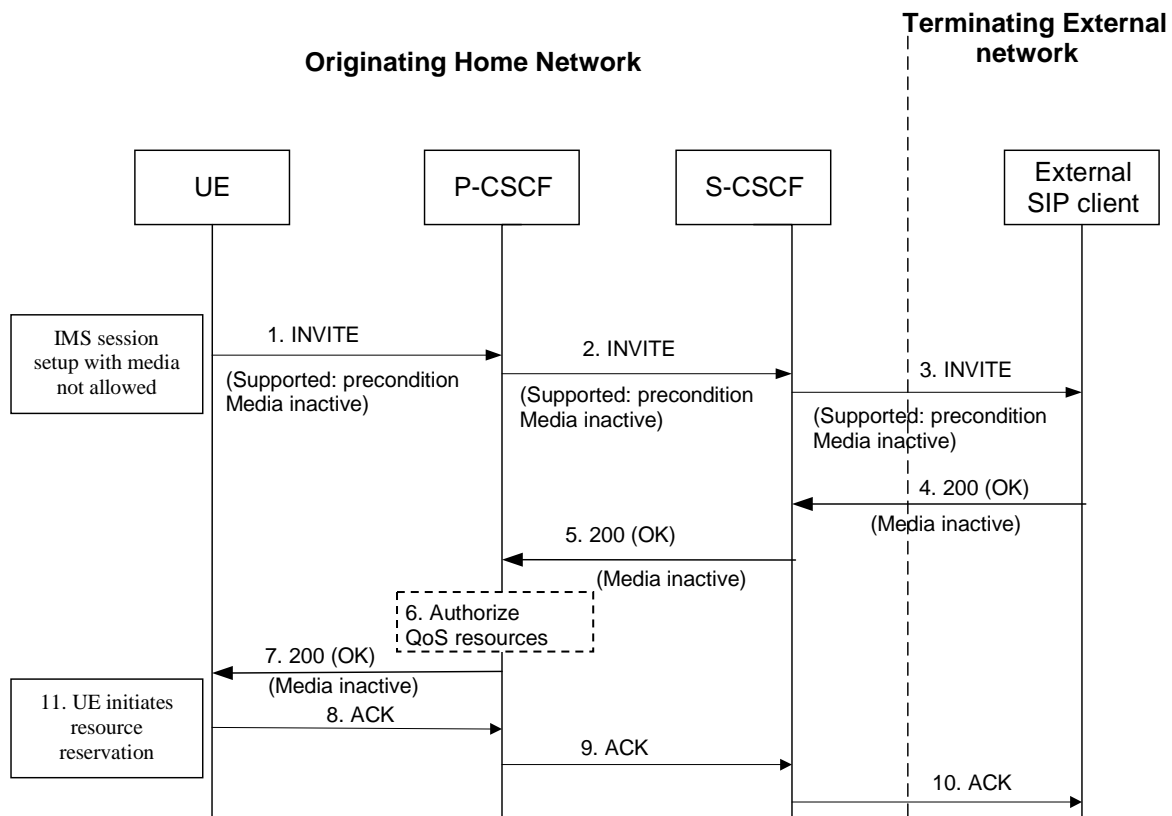 Terminating External
network
Originating Home Network
UE
P-CSCF
S-CSCF
External
SIP client
IMS session
setup with media
not allowed
1. INVITE
(Supported: precondition
Media inactive)
2. INVITE
(Supported: precondition
Media inactive)
3. INVITE
(Supported: precondition
Media inactive)
4. 200 (OK)
(Media inactive)
5. 200 (OK)
(Media inactive)
6. Authorize
QoS resources
7. 200 (OK)
(Media inactive)
11. UE initiates
resource
reservation
8. ACK
9. ACK
10. ACK